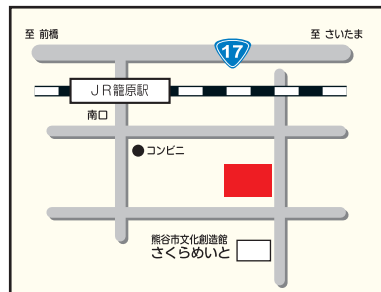 至 前橋
至 さいたま
17
JR籠原駅
南口
コンビニ
熊谷市文化創造館
さくらめいと